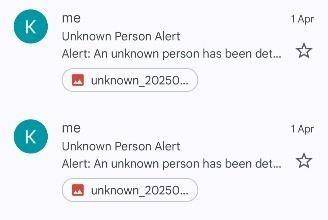 K
me
1 Apr
Unknown Person Alert
Alert: An unknown person has been det...
unknown_20250...
K
me
1 Apr
Unknown Person Alert
Alert: An unknown person has been det...
unknown_20250...